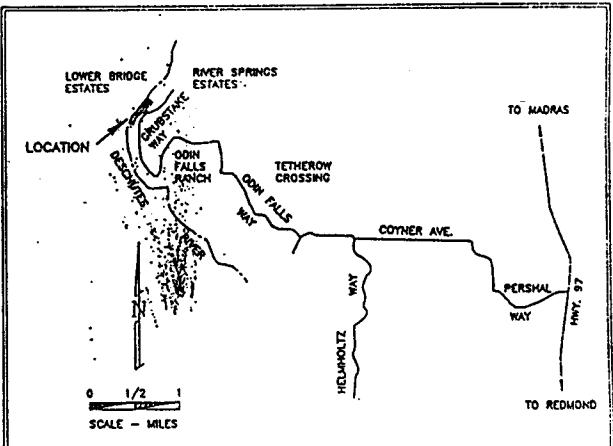 LOWER BRIDGE
ESTATES
RIVER SPRINGS
ESTATES
TO MADRAS
LOCATION
GRUBSTAKE
WAY
DESCHUTES
RIVER
ODIN
FALLS
RANCH
TETHEROW
CROSSING
ODIN FALLS
WAY
COYNER AVE.
PERSHAL
WAY
HWY. 97
HELMHOLTZ
WAY
N
0 1/2 1
SCALE - MILES
TO REDMOND